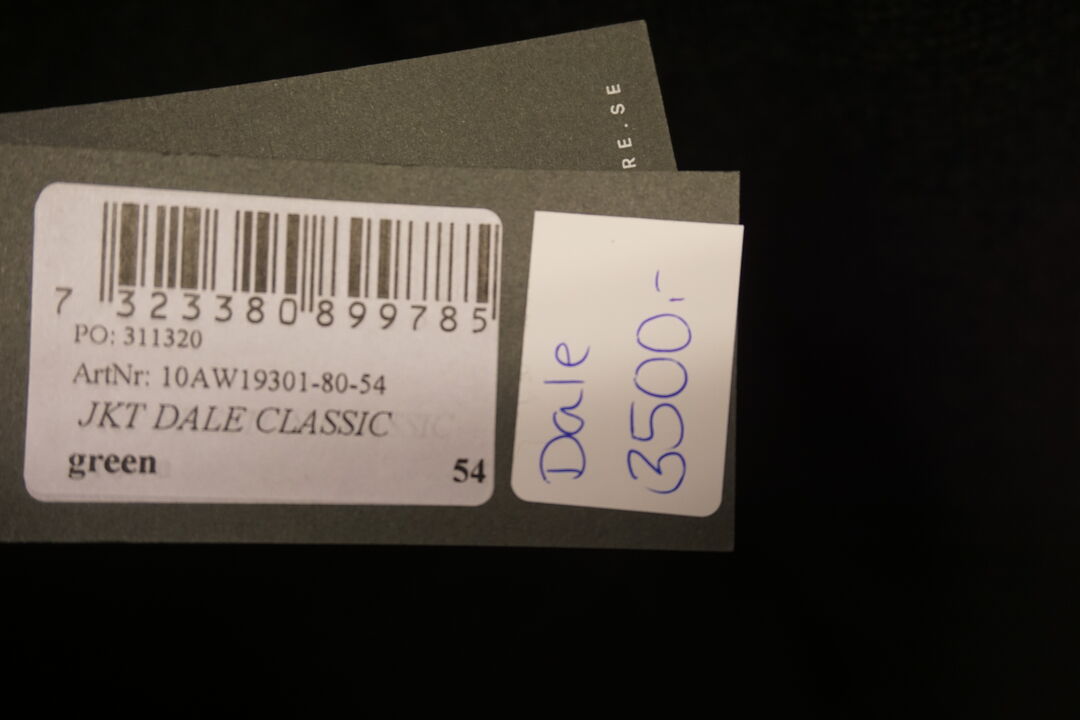 RE.SE
7 323380 899785
PO: 311320
ArtNr: 10AW19301-80-54
JKT DALE CLASSIC
green 54
Dale
3500:-